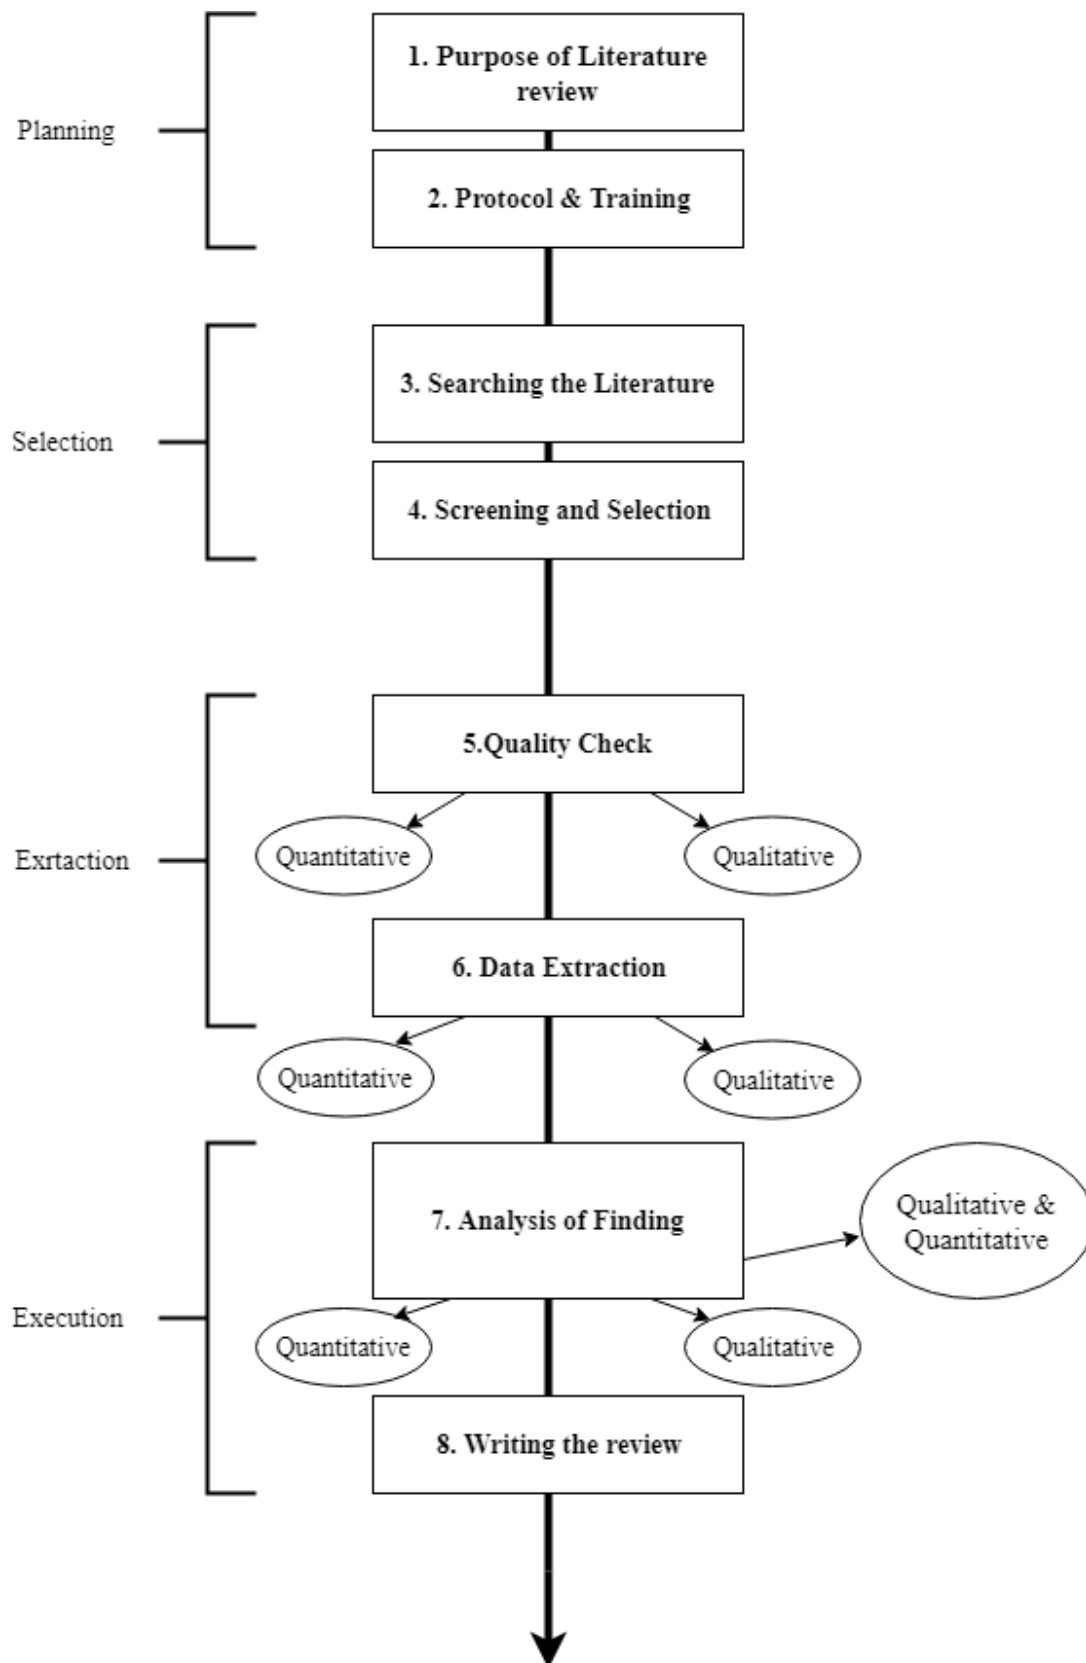 1. Purpose of Literature
review
Planning
2. Protocol & Training
3. Searching the Literature
Selection
4. Screening and Selection
5.Quality Check
Quantitative
Qualitative
Exrtaction
6. Data Extraction
Quantitative
Qualitative
7. Analysis of Finding
Qualitative &
Quantitative
Execution
Quantitative
Qualitative
8. Writing the review